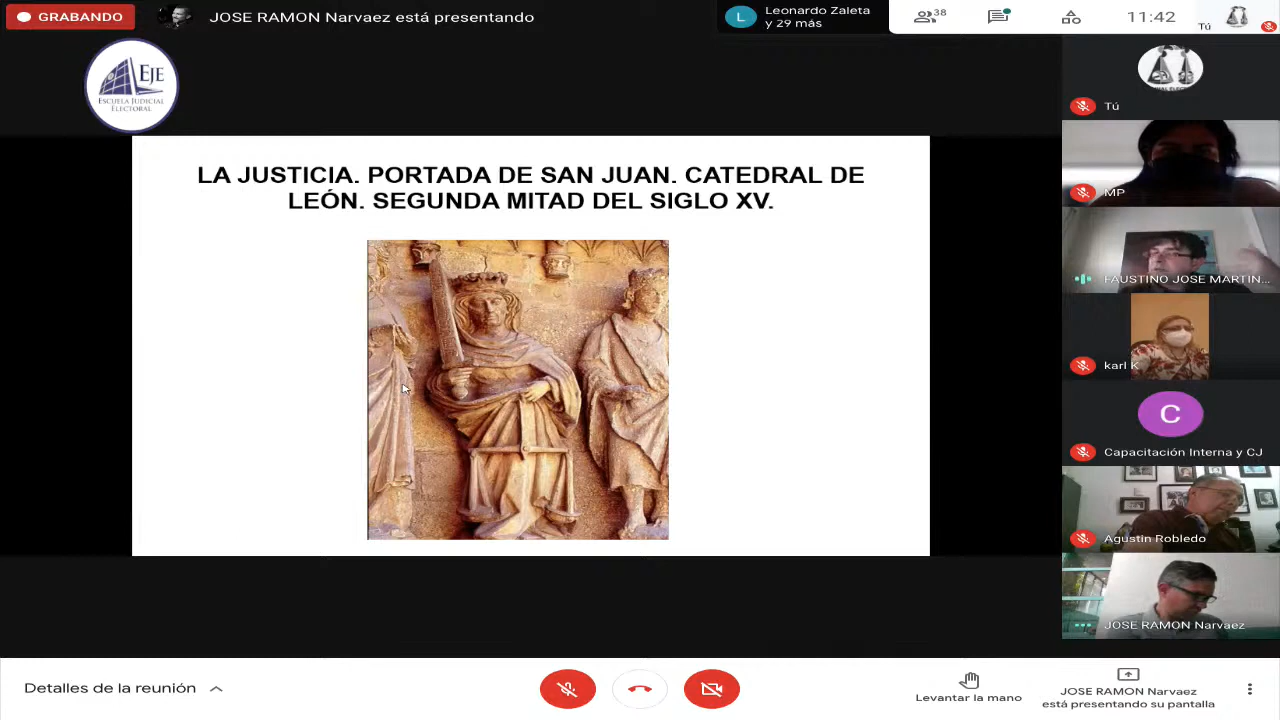 GRABANDO
JOSE RAMON Narvaez está presentando
L
Leonardo Zaleta
y 29 más
38
11:42
Tú
EJE
ESCUELA JUDICIAL
ELECTORAL
LA JUSTICIA. PORTADA DE SAN JUAN. CATEDRAL DE
LEÓN. SEGUNDA MITAD DEL SIGLO XV.
Tú
MP
FAUSTINO JOSE MARTIN...
karl K
C
Capacitación Interna y CJ
Agustin Robledo
JOSE RAMON Narvaez
Detalles de la reunión
Levantar la mano
JOSE RAMON Narvaez
está presentando su pantalla